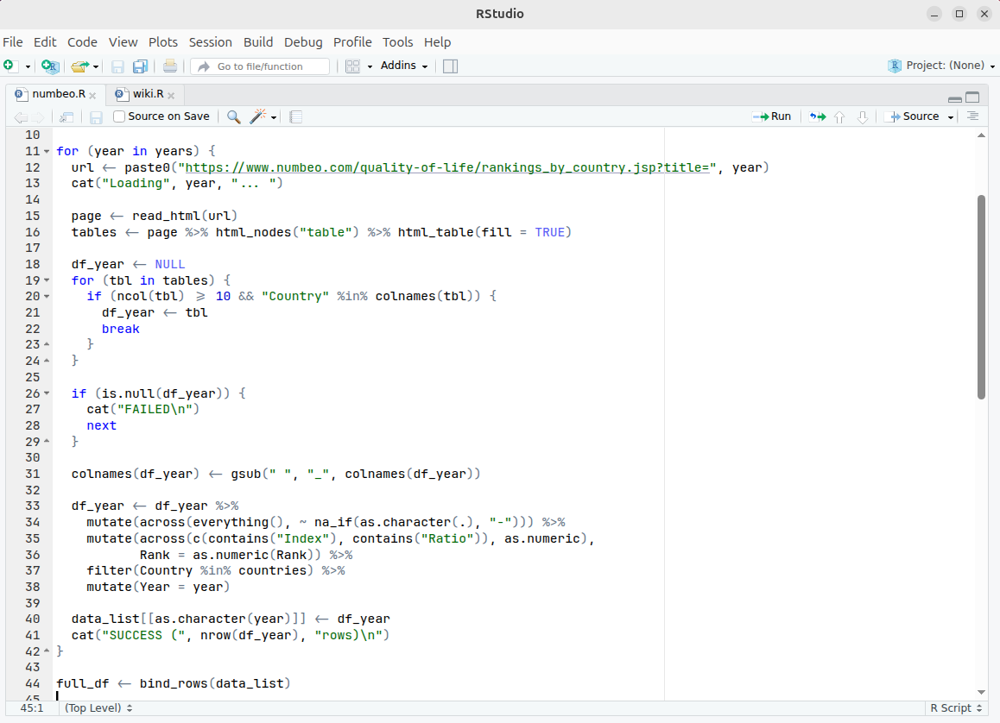 RStudio
File Edit Code View Plots Session Build Debug Profile Tools Help
Go to file/function Addins Project: (None)
numbeo.R wiki.R
Source on Save Run Source
10
11 for (year in years) {
12   url <- paste0("https://www.numbeo.com/quality-of-life/rankings_by_country.jsp?title=", year)
13   cat("Loading", year, "... ")
14
15   page <- read_html(url)
16   tables <- page %>% html_nodes("table") %>% html_table(fill = TRUE)
17
18   df_year <- NULL
19   for (tbl in tables) {
20     if (ncol(tbl) >= 10 && "Country" %in% colnames(tbl)) {
21       df_year <- tbl
22       break
23     }
24   }
25
26   if (is.null(df_year)) {
27     cat("FAILED\n")
28     next
29   }
30
31   colnames(df_year) <- gsub(" ", "_", colnames(df_year))
32
33   df_year <- df_year %>%
34     mutate(across(everything(), ~ na_if(as.character(.), "-"))) %>%
35     mutate(across(c(contains("Index"), contains("Ratio")), as.numeric),
36            Rank = as.numeric(Rank)) %>%
37     filter(Country %in% countries) %>%
38     mutate(Year = year)
39
40   data_list[[as.character(year)]] <- df_year
41   cat("SUCCESS (", nrow(df_year), "rows)\n")
42 }
43
44 full_df <- bind_rows(data_list)
45
45:1 (Top Level) R Script